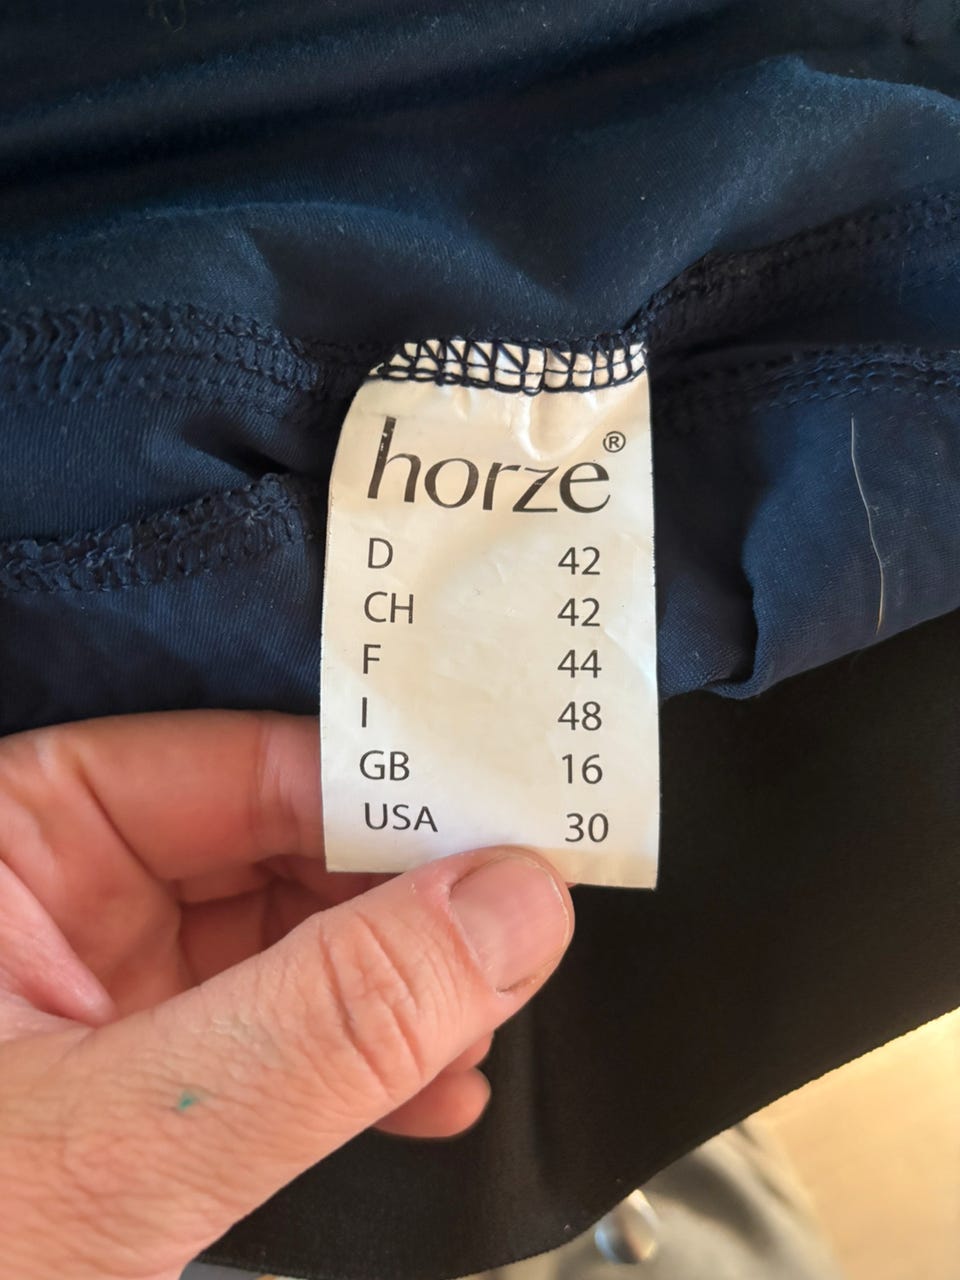 horze®
D 42
CH 42
F 44
I 48
GB 16
USA 30